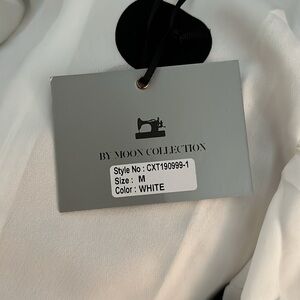 BY MOON COLLECTION
Style No : CXT190999-1
Size : M
Color : WHITE